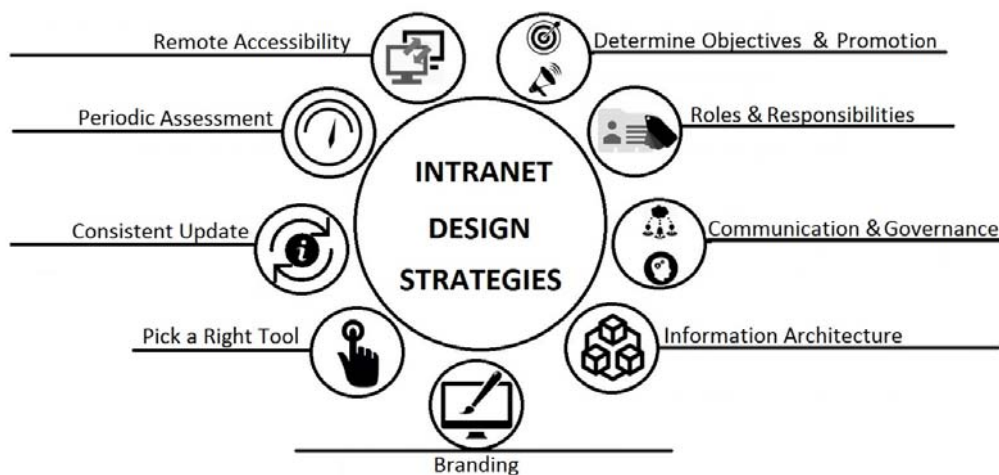 Remote Accessibility
Determine Objectives & Promotion
Periodic Assessment
Roles & Responsibilities
INTRANET
DESIGN
STRATEGIES
Consistent Update
Communication & Governance
Pick a Right Tool
Information Architecture
Branding